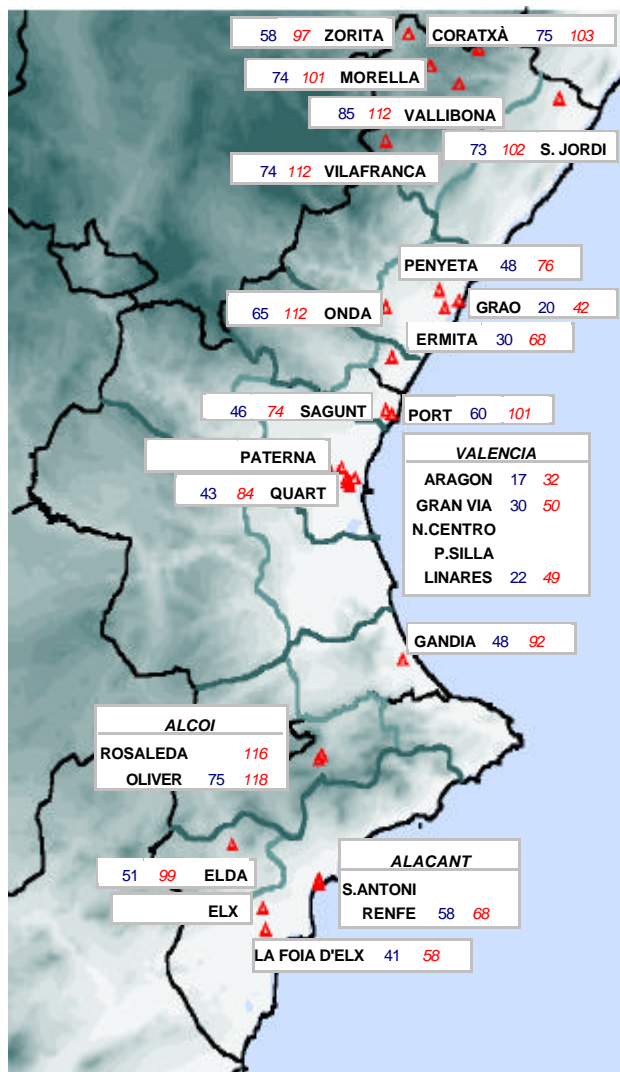 58 97 ZORITA
CORATXÀ 75 103
74 101 MORELLA
85 112 VALLIBONA
73 102 S. JORDI
74 112 VILAFRANCA
PENYETA 48 76
65 112 ONDA
GRAO 20 42
ERMITA 30 68
46 74 SAGUNT
PORT 60 101
PATERNA
43 84 QUART
VALENCIA
ARAGON 17 32
GRAN VIA 30 50
N.CENTRO
P.SILLA
LINARES 22 49
GANDIA 48 92
ALCOI
ROSALEDA 116
OLIVER 75 118
51 99 ELDA
ELX
ALACANT
S.ANTONI
RENFE 58 68
LA FOIA D'ELX 41 58